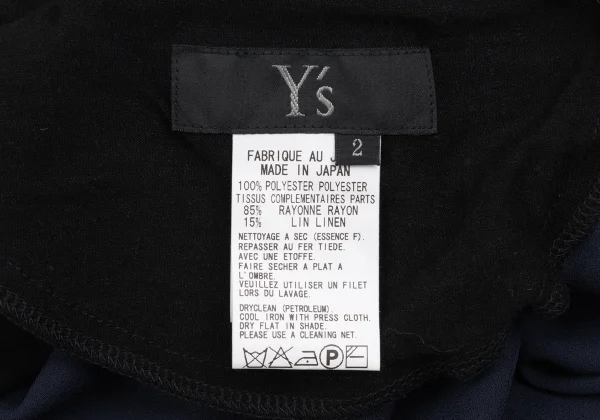 Y's
2
FABRIQUE AU
MADE IN JAPAN
100% POLYESTER POLYESTER
TISSUS COMPLEMENTAIRES PARTS
85% RAYONNE RAYON
15% LIN LINEN
NETTOYAGE A SEC (ESSENCE F).
REPASSER AU FER TIEDE.
AVEC UNE ETOFFE.
FAIRE SECHER A PLAT A
L'OMBRE.
VEUILLEZ UTILISER UN FILET
LORS DU LAVAGE.
DRYCLEAN (PETROLEUM).
COOL IRON WITH PRESS CLOTH.
DRY FLAT IN SHADE.
PLEASE USE A CLEANING NET.
P